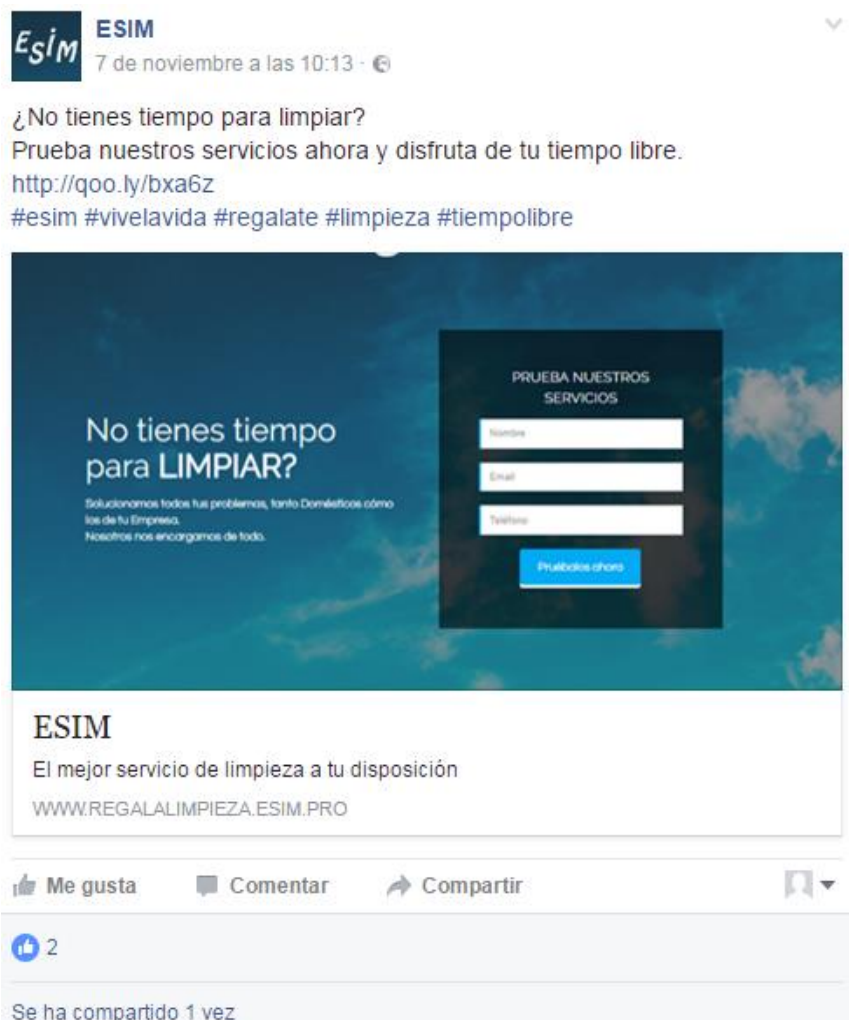 ESIM
ESIM
7 de noviembre a las 10:13 ·
¿No tienes tiempo para limpiar?
Prueba nuestros servicios ahora y disfruta de tu tiempo libre.
http://qoo.ly/bxa6z
#esim #vivelavida #regalate #limpieza #tiempolibre
No tienes tiempo
para LIMPIAR?
Solucionamos todos tus problemas, tanto Domésticos cómo
los de tu Empresa.
Nosotros nos encargamos de todo.
PRUEBA NUESTROS
SERVICIOS
Nombre
Email
Teléfono
Pruébalos ahora
ESIM
El mejor servicio de limpieza a tu disposición
WWW.REGALALIMPIEZA.ESIM.PRO
Me gusta Comentar Compartir
2
Se ha compartido 1 vez